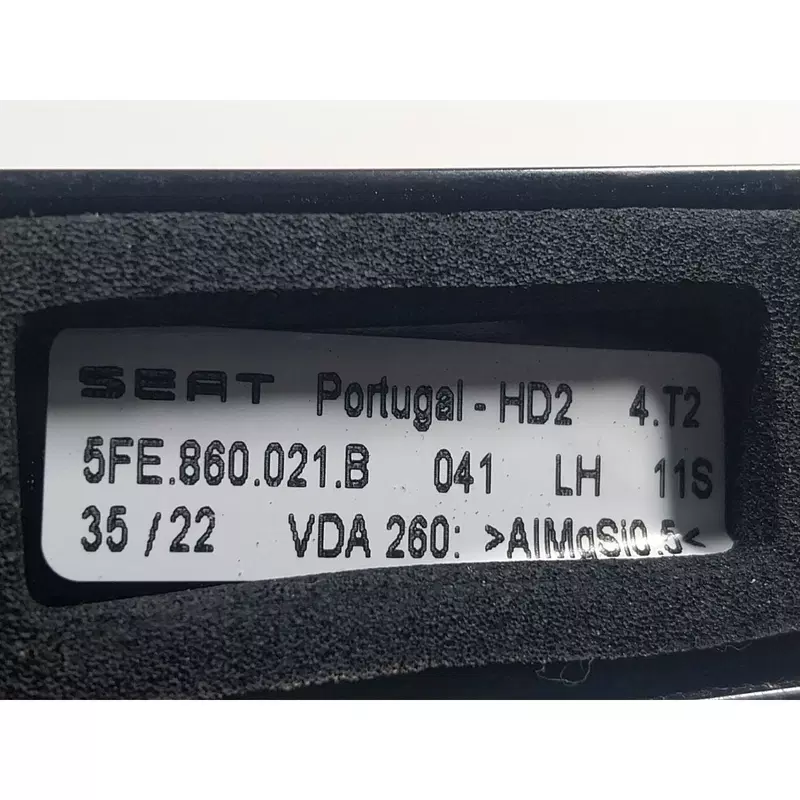 SEAT Portugal - HD2 4.T2
5FE.860.021.B 041 LH 11S
35 / 22 VDA 260: >AlMgSi0.5<